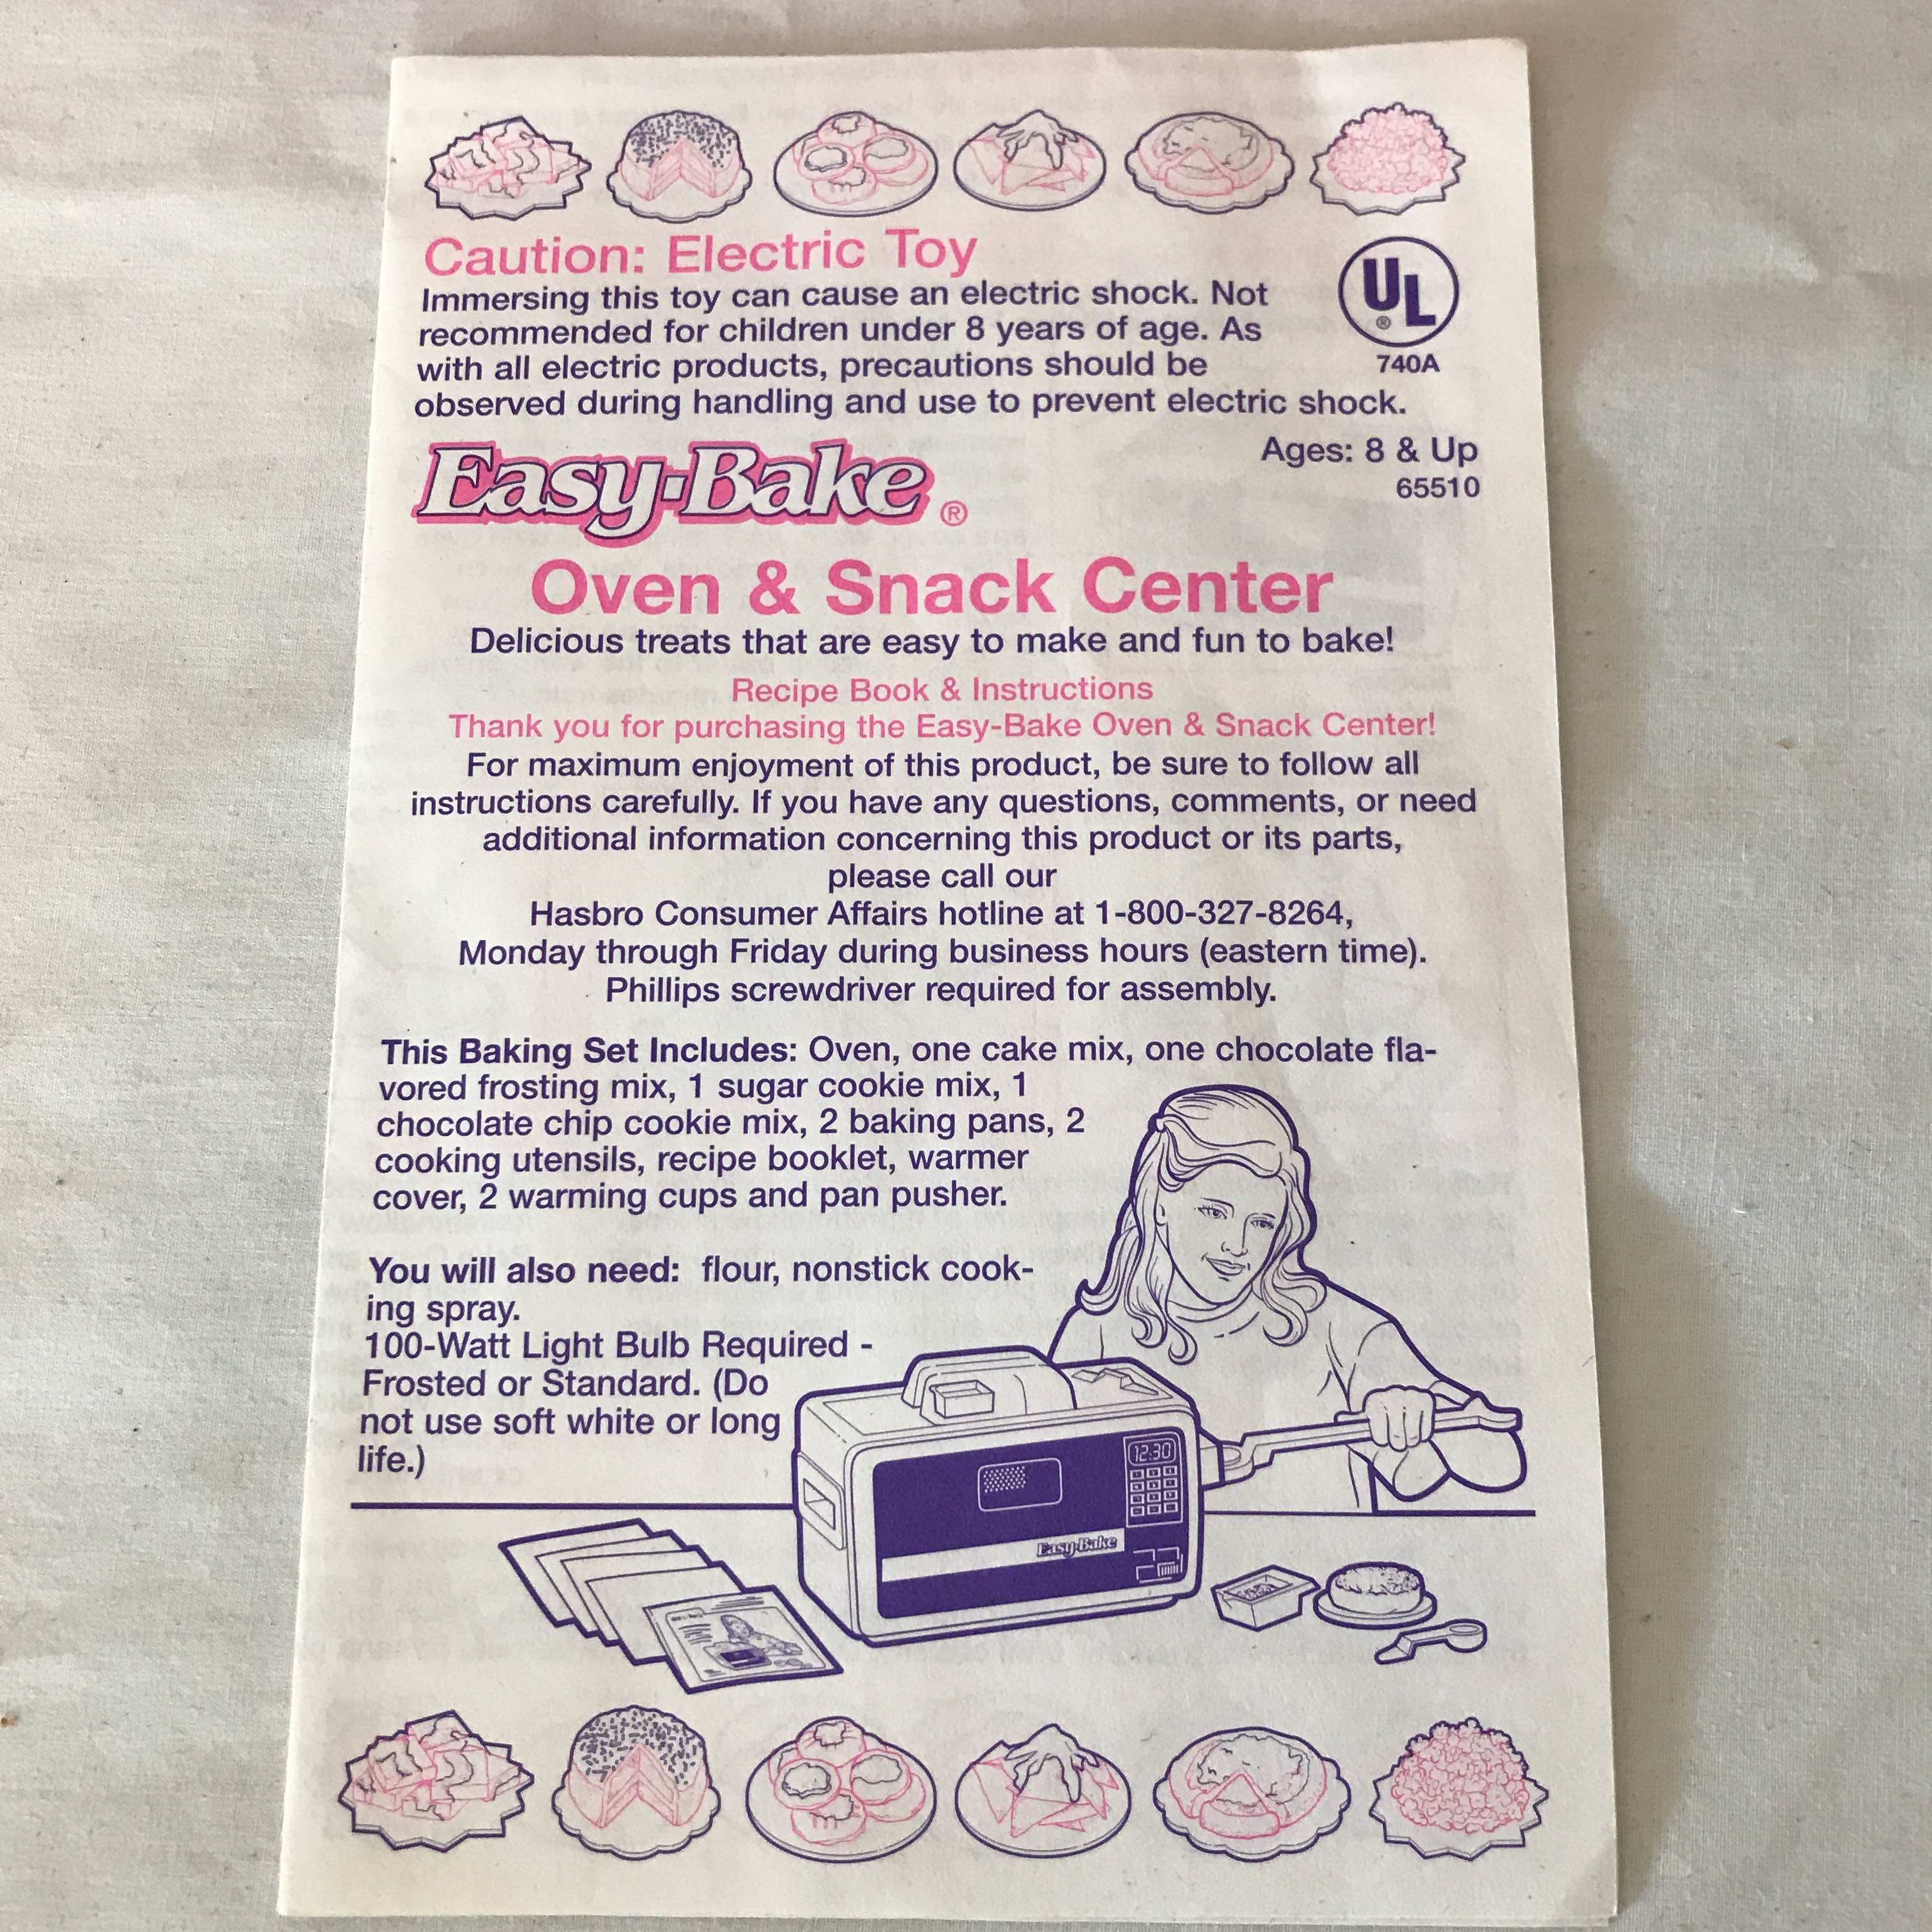 Caution: Electric Toy
Immersing this toy can cause an electric shock. Not
recommended for children under 8 years of age. As
with all electric products, precautions should be
observed during handling and use to prevent electric shock.
UL
®
740A
Easy-Bake®
Ages: 8 & Up
65510
Oven & Snack Center
Delicious treats that are easy to make and fun to bake!
Recipe Book & Instructions
Thank you for purchasing the Easy-Bake Oven & Snack Center!
For maximum enjoyment of this product, be sure to follow all
instructions carefully. If you have any questions, comments, or need
additional information concerning this product or its parts,
please call our
Hasbro Consumer Affairs hotline at 1-800-327-8264,
Monday through Friday during business hours (eastern time).
Phillips screwdriver required for assembly.
This Baking Set Includes: Oven, one cake mix, one chocolate fla-
vored frosting mix, 1 sugar cookie mix, 1
chocolate chip cookie mix, 2 baking pans, 2
cooking utensils, recipe booklet, warmer
cover, 2 warming cups and pan pusher.
You will also need: flour, nonstick cook-
ing spray.
100-Watt Light Bulb Required -
Frosted or Standard. (Do
not use soft white or long
life.)
12:30
Easy-Bake